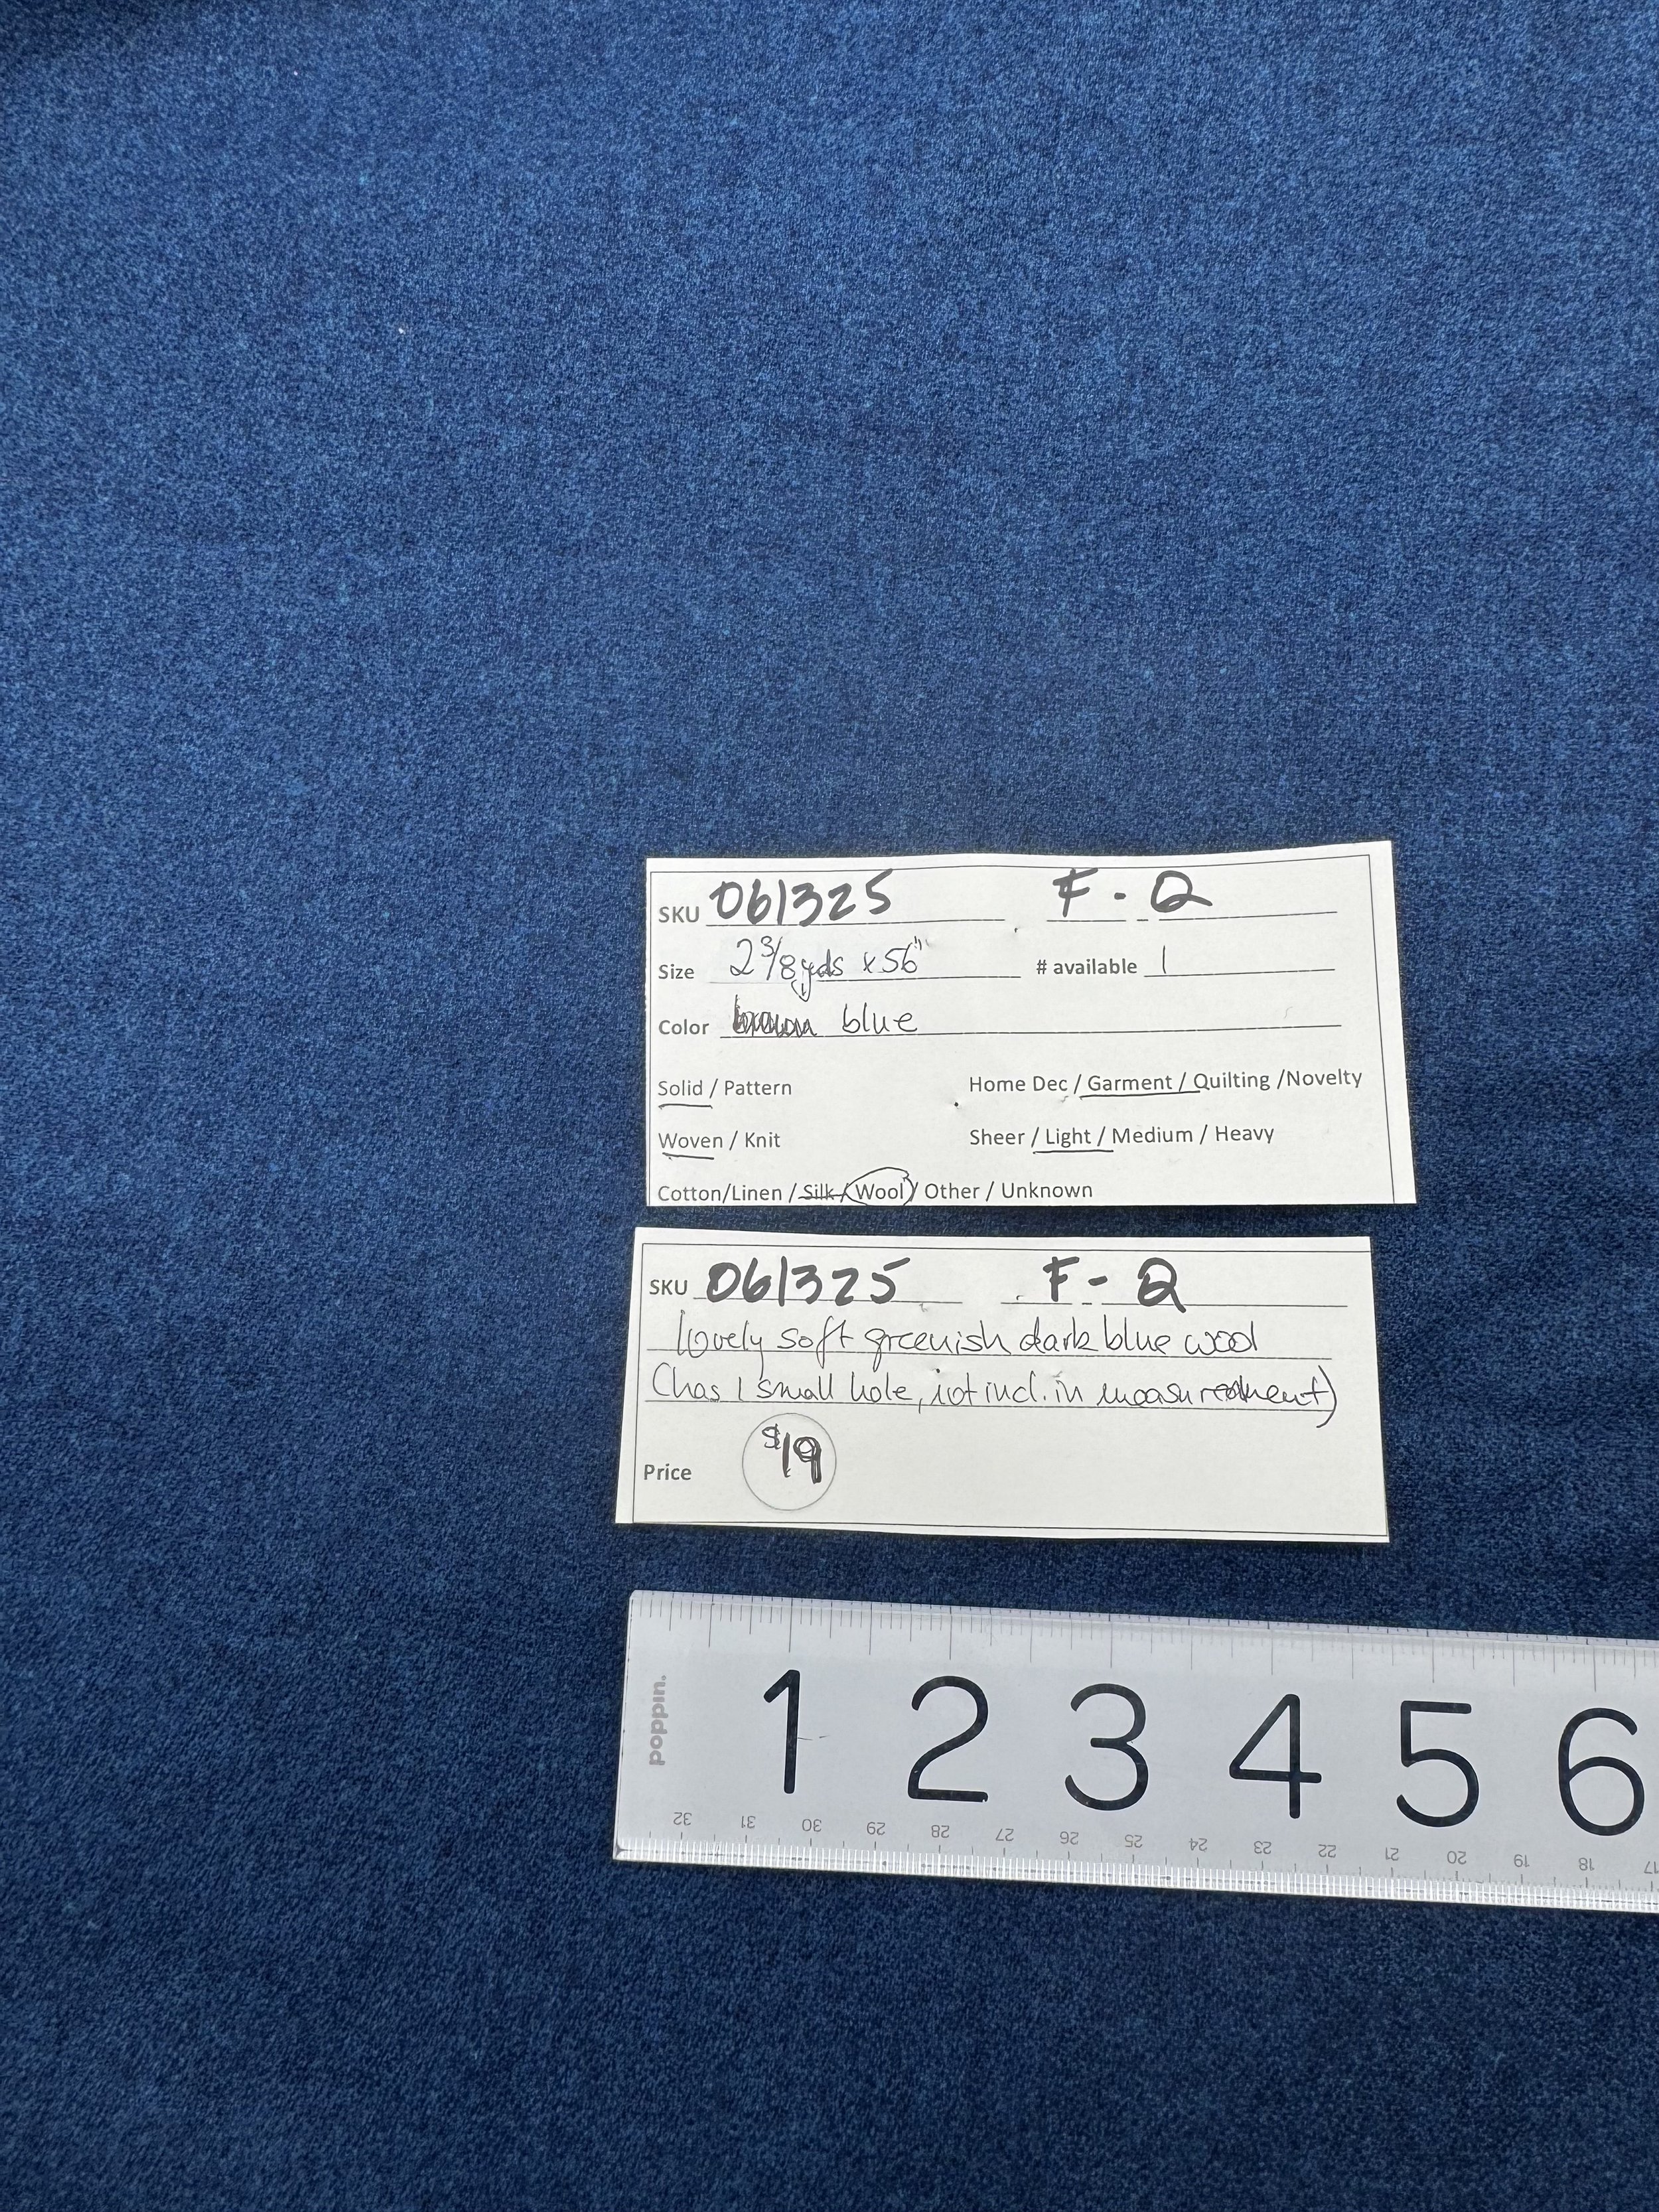 SKU 061325 F - Q
Size 2 3/8 yds x 56" # available 1
Color brown blue
Solid / Pattern Home Dec / Garment / Quilting /Novelty
Woven / Knit Sheer / Light / Medium / Heavy
Cotton/Linen / Silk / Wool / Other / Unknown
SKU 061325 F - Q
lovely soft greenish dark blue wool
(has 1 small hole, not incl. in measurement)
Price $19
poppin.
1 2 3 4 5 6
32 31 30 29 28 27 26 25 24 23 22 21 20 19 18 17